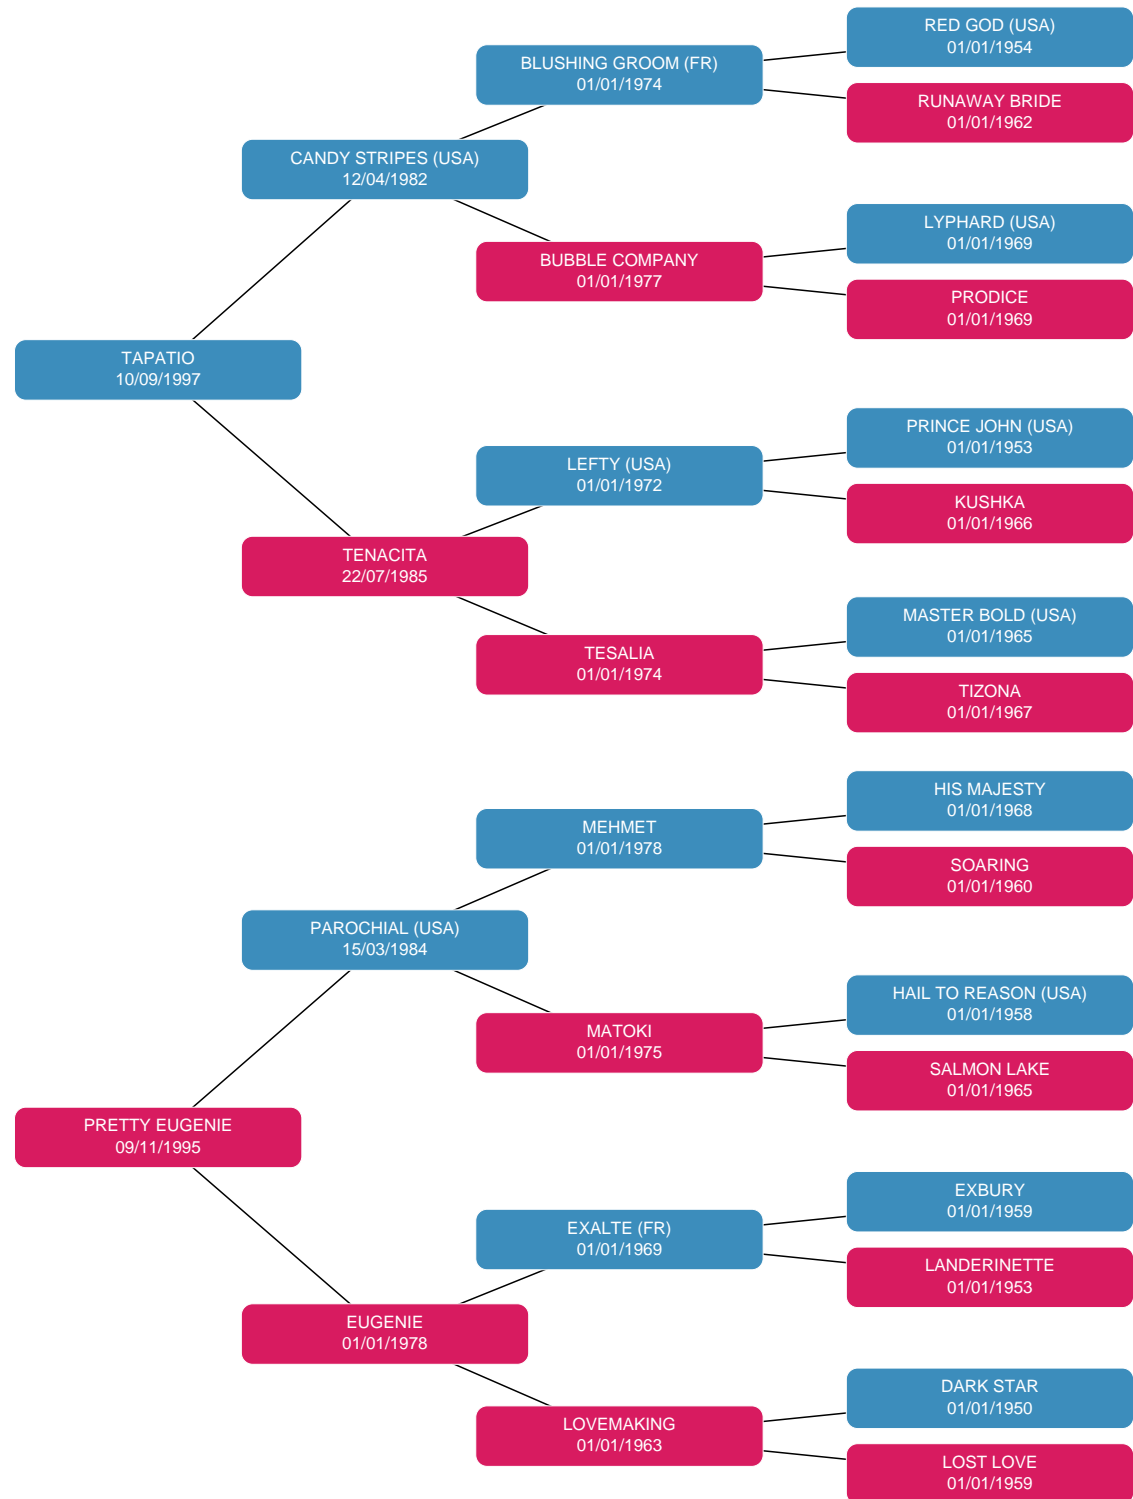 RED GOD (USA)
01/01/1954
BLUSHING GROOM (FR)
01/01/1974
RUNAWAY BRIDE
01/01/1962
CANDY STRIPES (USA)
12/04/1982
LYPHARD (USA)
01/01/1969
BUBBLE COMPANY
01/01/1977
PRODICE
01/01/1969
TAPATIO
10/09/1997
PRINCE JOHN (USA)
01/01/1953
LEFTY (USA)
01/01/1972
KUSHKA
01/01/1966
TENACITA
22/07/1985
MASTER BOLD (USA)
01/01/1965
TESALIA
01/01/1974
TIZONA
01/01/1967
HIS MAJESTY
01/01/1968
MEHMET
01/01/1978
SOARING
01/01/1960
PAROCHIAL (USA)
15/03/1984
HAIL TO REASON (USA)
01/01/1958
MATOKI
01/01/1975
SALMON LAKE
01/01/1965
PRETTY EUGENIE
09/11/1995
EXBURY
01/01/1959
EXALTE (FR)
01/01/1969
LANDERINETTE
01/01/1953
EUGENIE
01/01/1978
DARK STAR
01/01/1950
LOVEMAKING
01/01/1963
LOST LOVE
01/01/1959